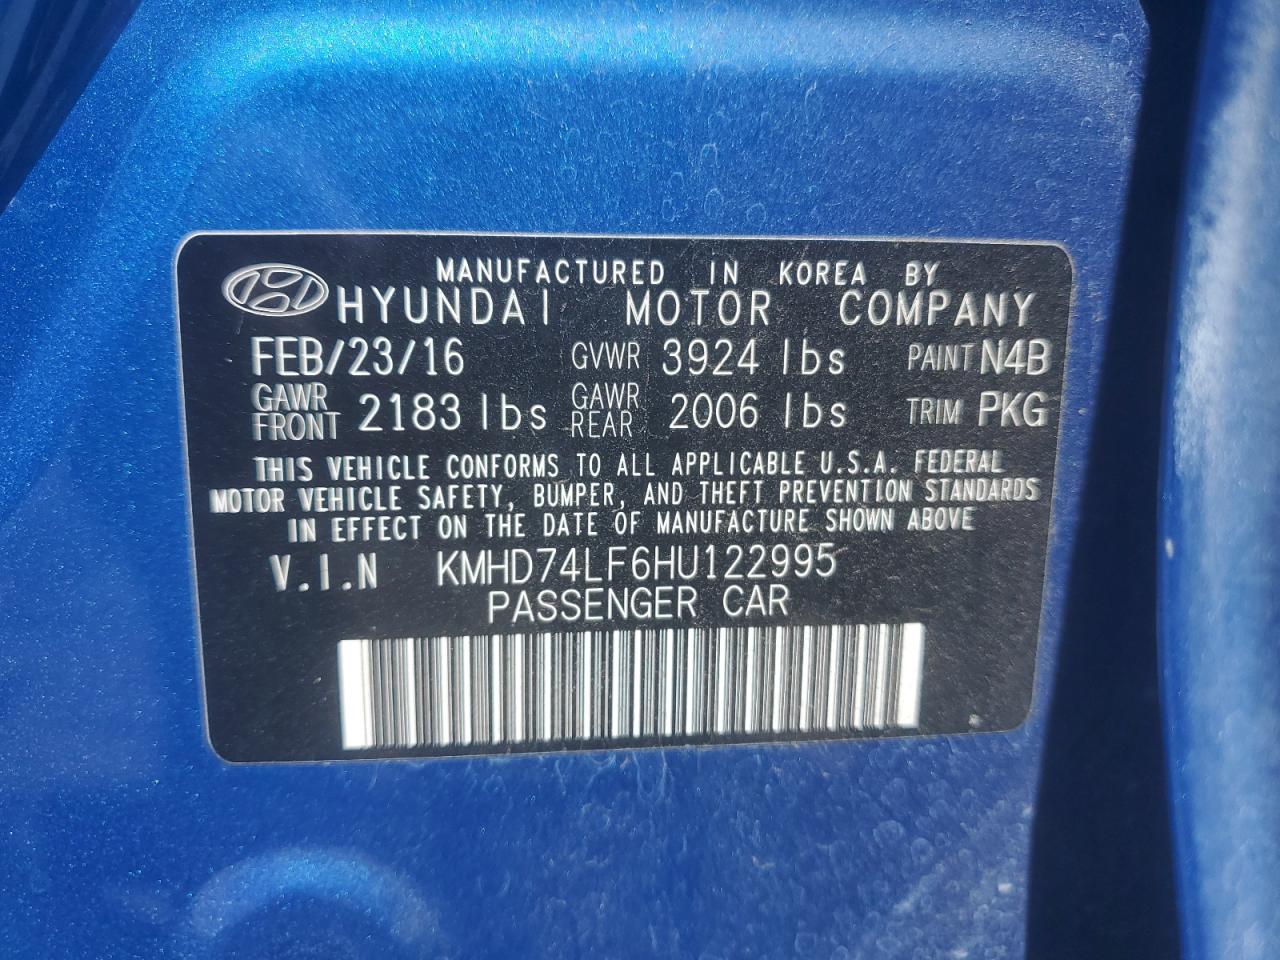 MANUFACTURED IN KOREA BY
HYUNDAI MOTOR COMPANY
FEB/23/16 GVWR 3924 lbs PAINT N4B
GAWR FRONT 2183 lbs GAWR REAR 2006 lbs TRIM PKG
THIS VEHICLE CONFORMS TO ALL APPLICABLE U.S.A. FEDERAL
MOTOR VEHICLE SAFETY, BUMPER, AND THEFT PREVENTION STANDARDS
IN EFFECT ON THE DATE OF MANUFACTURE SHOWN ABOVE
V.I.N KMHD74LF6HU122995
PASSENGER CAR